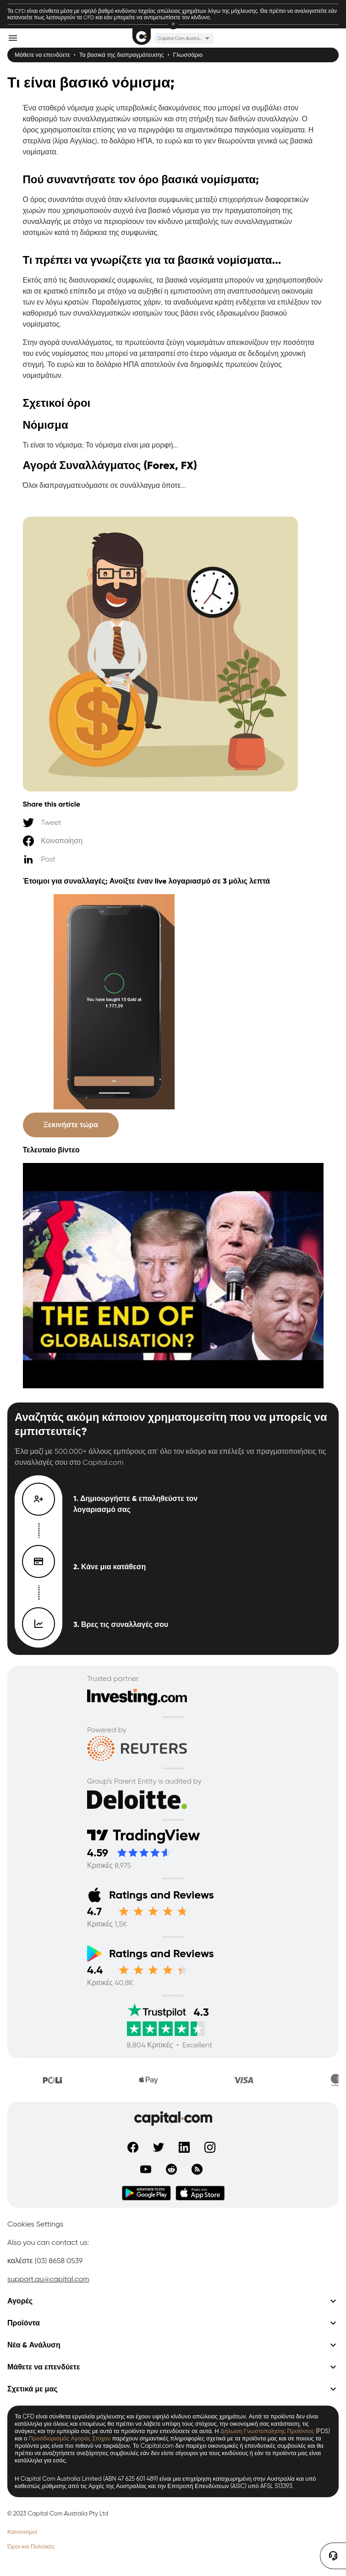 Τα CFD είναι σύνθετα μέσα με υψηλό βαθμό κινδύνου ταχείας απώλειας χρημάτων λόγω της μόχλευσης. Θα πρέπει να αναλογιστείτε εάν
κατανοείτε πως λειτουργούν τα CFD και εάν μπορείτε να αντιμετωπίσετε τον κίνδυνο.
Capital Com Austra...
Μάθετε να επενδύετε • Τα βασικά της διαπραγμάτευσης • Γλωσσάριο
Τι είναι βασικό νόμισμα;
Ένα σταθερό νόμισμα χωρίς υπερβολικές διακυμάνσεις που μπορεί να συμβάλει στον
καθορισμό των συναλλαγματικών ισοτιμιών και στη στήριξη των διεθνών συναλλαγών. Ο
όρος χρησιμοποιείται επίσης για να περιγράψει τα σημαντικότερα παγκόσμια νομίσματα. Η
στερλίνα (λίρα Αγγλίας), το δολάριο ΗΠΑ, το ευρώ και το γιεν θεωρούνται γενικά ως βασικά
νομίσματα.
Πού συναντήσατε τον όρο βασικά νομίσματα;
Ο όρος συναντάται συχνά όταν κλείνονται συμφωνίες μεταξύ επιχειρήσεων διαφορετικών
χωρών που χρησιμοποιούν συχνά ένα βασικό νόμισμα για την πραγματοποίηση της
συναλλαγής με στόχο να περιορίσουν τον κίνδυνο μεταβολής των συναλλαγματικών
ισοτιμιών κατά τη διάρκεια της συμφωνίας.
Τι πρέπει να γνωρίζετε για τα βασικά νομίσματα...
Εκτός από τις διασυνοριακές συμφωνίες, τα βασικά νομίσματα μπορούν να χρησιμοποιηθούν
και σε κρατικό επίπεδο με στόχο να αυξηθεί η εμπιστοσύνη στη αναπτυσσόμενη οικονομία
των εν λόγω κρατών. Παραδείγματος χάριν, τα αναδυόμενα κράτη ενδέχεται να επιλέξουν τον
καθορισμό των συναλλαγματικών ισοτιμιών τους βάσει ενός εδραιωμένου βασικού
νομίσματος.
Στην αγορά συναλλάγματος, τα πρωτεύοντα ζεύγη νομισμάτων απεικονίζουν την ποσότητα
του ενός νομίσματος που μπορεί να μετατραπεί στο έτερο νόμισμα σε δεδομένη χρονική
στιγμή. Το ευρώ και το δολάριο ΗΠΑ αποτελούν ένα δημοφιλές πρωτεύον ζεύγος
νομισμάτων.
Σχετικοί όροι
Νόμισμα
Τι είναι το νόμισμα; Το νόμισμα είναι μια μορφή...
Αγορά Συναλλάγματος (Forex, FX)
Όλοι διαπραγματευόμαστε σε συνάλλαγμα όποτε...
Share this article
Tweet
Κοινοποίηση
Post
Έτοιμοι για συναλλαγές; Ανοίξτε έναν live λογαριασμό σε 3 μόλις λεπτά
You have bought 15 Gold at
1 777,59
Ξεκινήστε τώρα
Τελευταίο βίντεο
THE END OF
GLOBALISATION?
Αναζητάς ακόμη κάποιον χρηματομεσίτη που να μπορείς να
εμπιστευτείς?
Έλα μαζί με 500.000+ άλλους εμπόρους απ' όλο τον κόσμο και επέλεξε να πραγματοποιήσεις τις
συναλλαγές σου στο Capital.com
1. Δημιουργήστε & επαληθεύστε τον
λογαριασμό σας
2. Κάνε μια κατάθεση
3. Βρες τις συναλλαγές σου
Trusted partner
Investing.com
Powered by
REUTERS
Group's Parent Entity is audited by
Deloitte.
TradingView
4.59
Κριτικές 8,975
Ratings and Reviews
4.7
Κριτικές 1,5K
Ratings and Reviews
4.4
Κριτικές 40,8K
Trustpilot 4.3
8,804 Κριτικές • Excellent
POLi
Pay
VISA
capital.com
Google Play
App Store
Cookies Settings
Also you can contact us:
καλέστε (03) 8658 0539
support.au@capital.com
Αγορές
Προϊόντα
Νέα & Ανάλυση
Μάθετε να επενδύετε
Σχετικά με μας
Τα CFD είναι σύνθετα εργαλεία μόχλευσης και έχουν υψηλό κίνδυνο απώλειας χρημάτων. Αυτά τα προϊόντα δεν είναι
κατάλληλα για όλους και επομένως θα πρέπει να λάβετε υπόψη τους στόχους, την οικονομική σας κατάσταση, τις
ανάγκες και την εμπειρία σας με αυτά τα προϊόντα πριν επενδύσετε σε αυτά. Η Δήλωση Γνωστοποίησης Προϊόντος (PDS)
και ο Προσδιορισμός Αγοράς Στόχου παρέχουν σημαντικές πληροφορίες σχετικά με τα προϊόντα μας και σε ποιους τα
προϊόντα μας είναι πιο πιθανό να ταιριάζουν. Το Capital.com δεν παρέχει οικονομικές ή επενδυτικές συμβουλές και θα
πρέπει να αναζητήσετε ανεξάρτητες συμβουλές εάν δεν είστε σίγουροι για τους κινδύνους ή εάν τα προϊόντα μας είναι
κατάλληλα για εσάς.
Η Capital Com Australia Limited (ABN 47 625 601 489) είναι μια επιχείρηση καταχωρημένη στην Αυστραλία και υπό
καθεστώς ρύθμισης από τις Αρχές της Αυστραλίας και την Επιτροπή Επενδύσεων (ASIC) υπό AFSL 513393.
© 2023 Capital Com Australia Pty Ltd
Κανονισμοί
Όροι και Πολιτικές